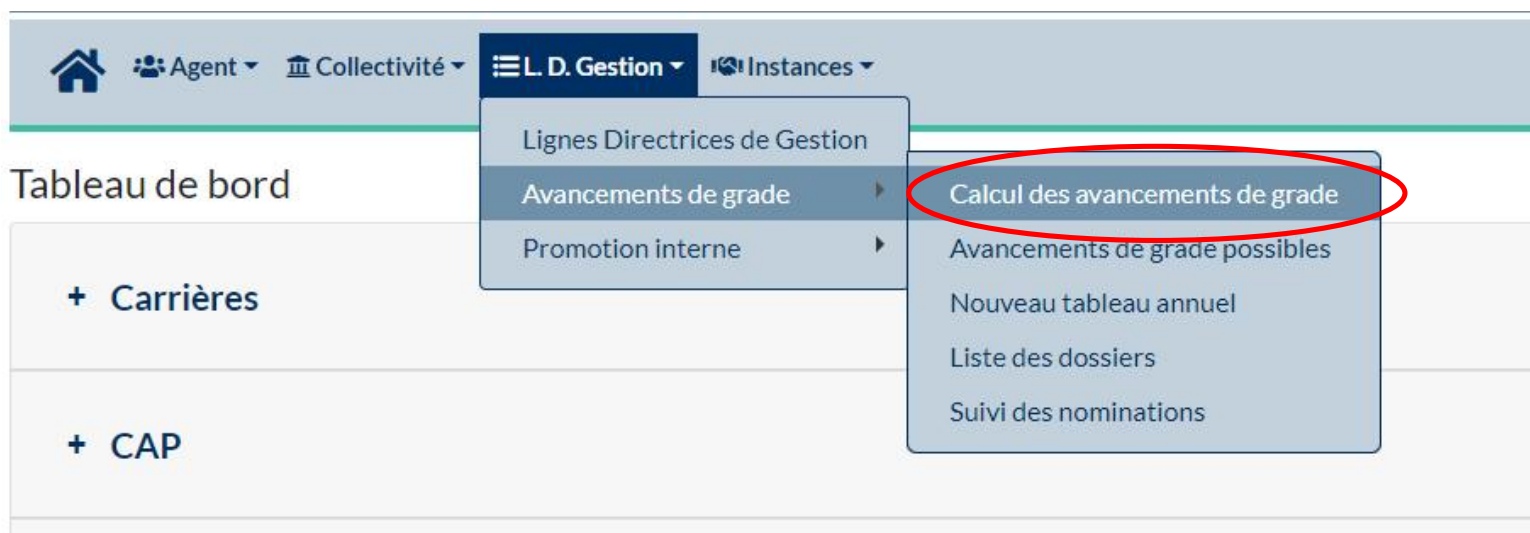 Agent Collectivité L. D. Gestion Instances
Lignes Directrices de Gestion
Avancements de grade
Promotion interne
Calcul des avancements de grade
Avancements de grade possibles
Nouveau tableau annuel
Liste des dossiers
Suivi des nominations
Tableau de bord
+ Carrières
+ CAP